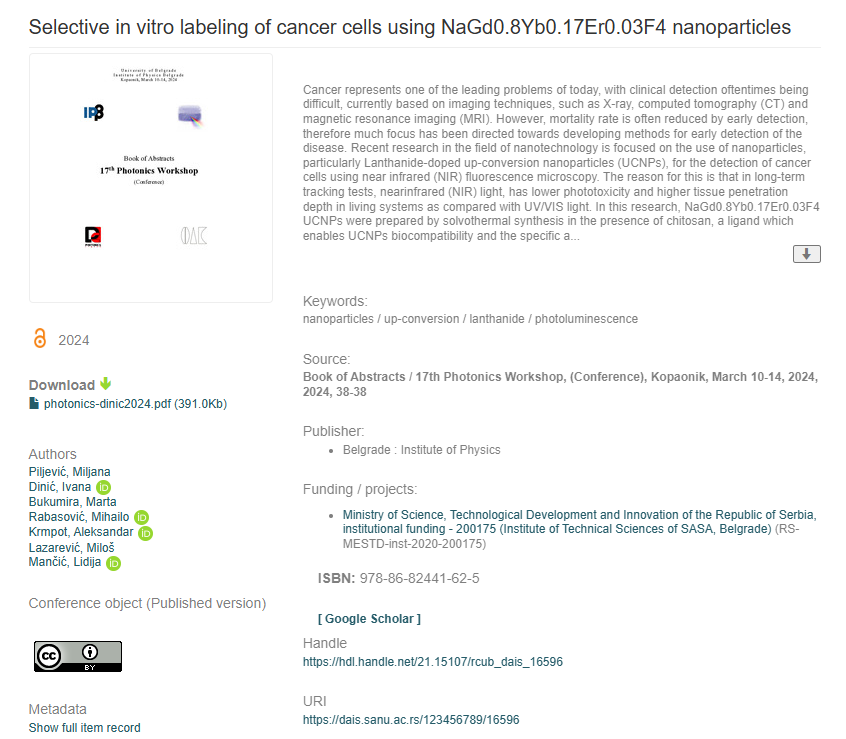 Selective in vitro labeling of cancer cells using NaGd0.8Yb0.17Er0.03F4 nanoparticles
University of Belgrade
Institute of Physics Belgrade
Kopaonik, March 10-14, 2024
Book of Abstracts
17th Photonics Workshop
(Conference)
2024
Download
photonics-dinic2024.pdf (391.0Kb)
Authors
Piljević, Miljana
Dinić, Ivana iD
Bukumira, Marta
Rabasović, Mihailo iD
Krmpot, Aleksandar iD
Lazarević, Miloš
Mančić, Lidija iD
Conference object (Published version)
cc BY
Metadata
Show full item record
Cancer represents one of the leading problems of today, with clinical detection oftentimes being
difficult, currently based on imaging techniques, such as X-ray, computed tomography (CT) and
magnetic resonance imaging (MRI). However, mortality rate is often reduced by early detection,
therefore much focus has been directed towards developing methods for early detection of the
disease. Recent research in the field of nanotechnology is focused on the use of nanoparticles,
particularly Lanthanide-doped up-conversion nanoparticles (UCNPs), for the detection of cancer
cells using near infrared (NIR) fluorescence microscopy. The reason for this is that in long-term
tracking tests, nearinfrared (NIR) light, has lower phototoxicity and higher tissue penetration
depth in living systems as compared with UV/VIS light. In this research, NaGd0.8Yb0.17Er0.03F4
UCNPs were prepared by solvothermal synthesis in the presence of chitosan, a ligand which
enables UCNPs biocompatibility and the specific a...
Keywords:
nanoparticles / up-conversion / lanthanide / photoluminescence
Source:
Book of Abstracts / 17th Photonics Workshop, (Conference), Kopaonik, March 10-14, 2024,
2024, 38-38
Publisher:
Belgrade : Institute of Physics
Funding / projects:
Ministry of Science, Technological Development and Innovation of the Republic of Serbia,
institutional funding - 200175 (Institute of Technical Sciences of SASA, Belgrade) (RS-
MESTD-inst-2020-200175)
ISBN: 978-86-82441-62-5
[ Google Scholar ]
Handle
https://hdl.handle.net/21.15107/rcub_dais_16596
URI
https://dais.sanu.ac.rs/123456789/16596